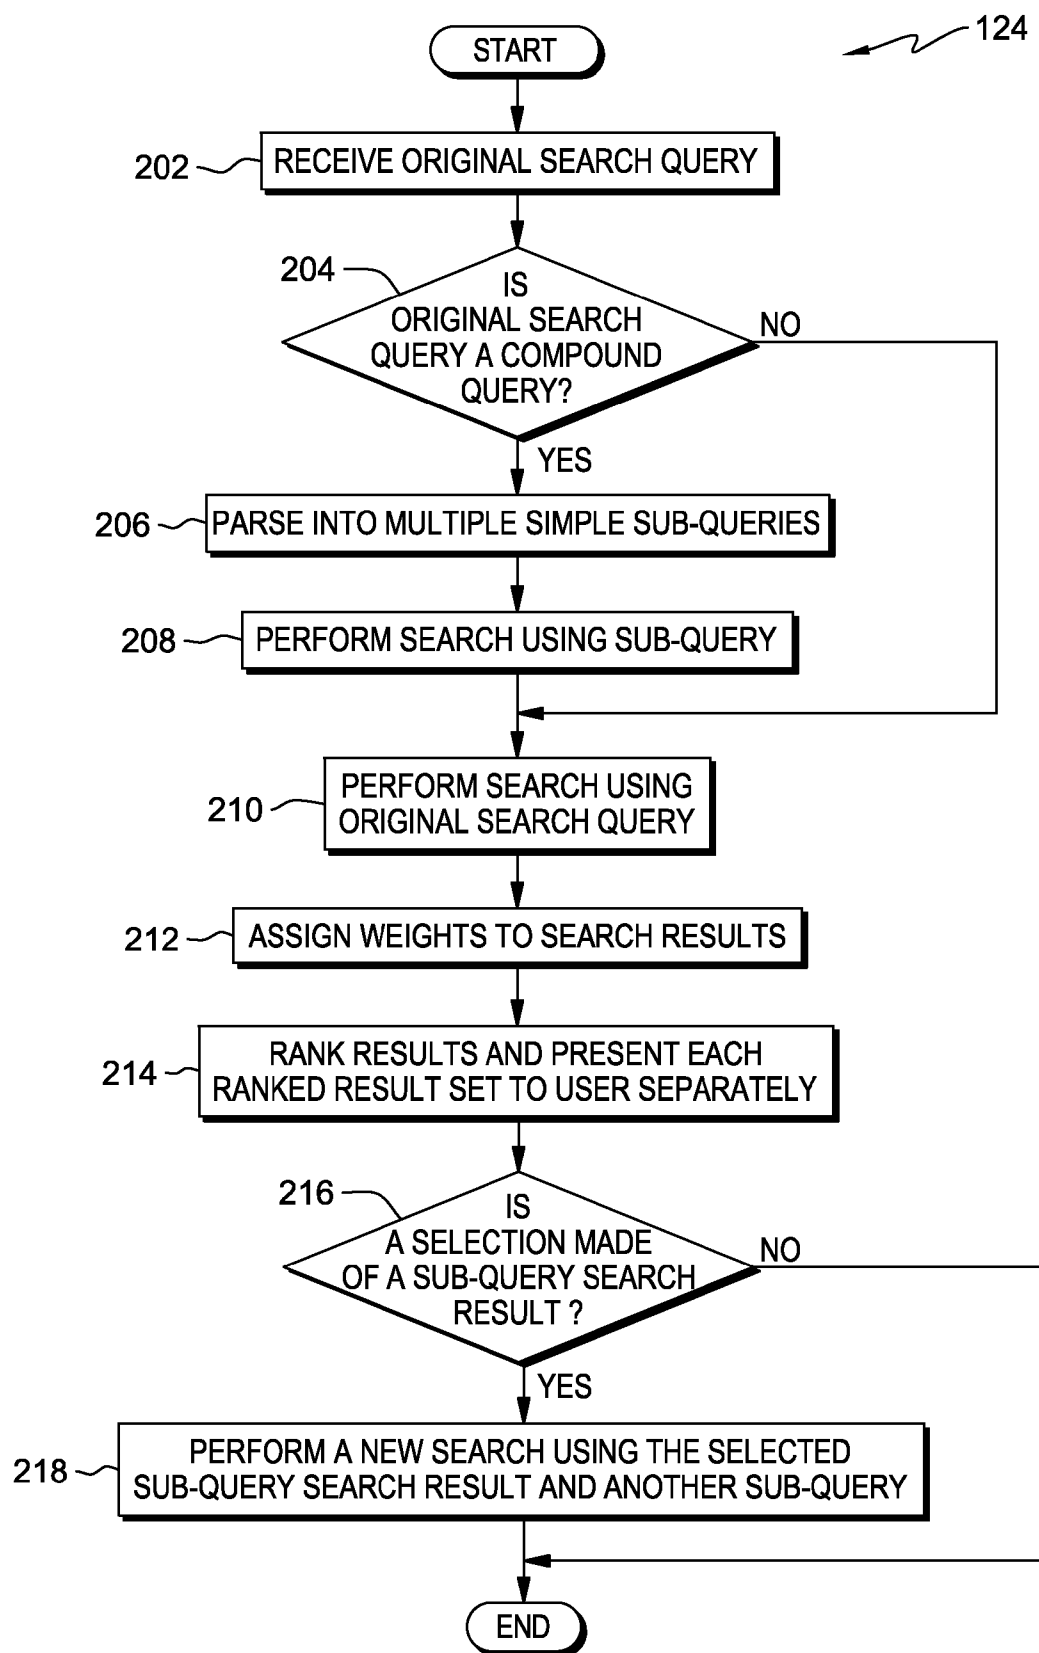 START
124
202
RECEIVE ORIGINAL SEARCH QUERY
204
IS
ORIGINAL SEARCH
QUERY A COMPOUND
QUERY?
NO
YES
206
PARSE INTO MULTIPLE SIMPLE SUB-QUERIES
208
PERFORM SEARCH USING SUB-QUERY
210
PERFORM SEARCH USING
ORIGINAL SEARCH QUERY
212
ASSIGN WEIGHTS TO SEARCH RESULTS
214
RANK RESULTS AND PRESENT EACH
RANKED RESULT SET TO USER SEPARATELY
216
IS
A SELECTION MADE
OF A SUB-QUERY SEARCH
RESULT ?
NO
YES
218
PERFORM A NEW SEARCH USING THE SELECTED
SUB-QUERY SEARCH RESULT AND ANOTHER SUB-QUERY
END